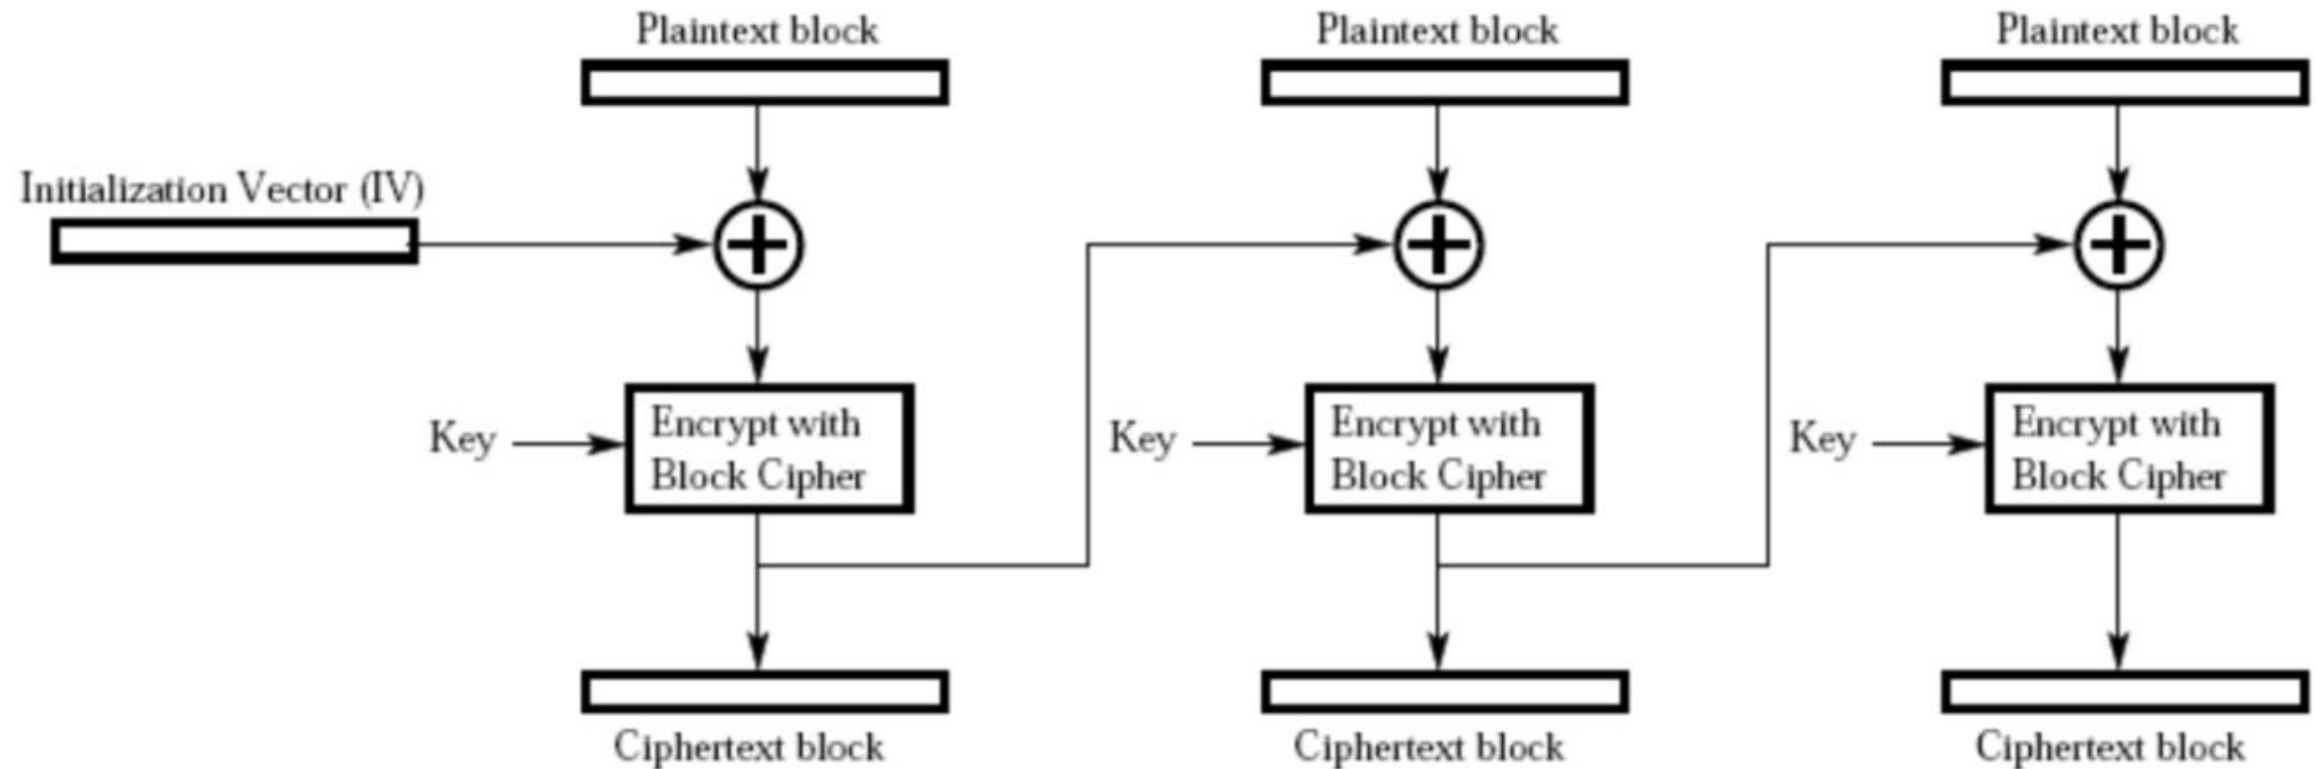 Plaintext block
Plaintext block
Plaintext block
Initialization Vector (IV)
Key
Encrypt with
Block Cipher
Key
Encrypt with
Block Cipher
Key
Encrypt with
Block Cipher
Ciphertext block
Ciphertext block
Ciphertext block